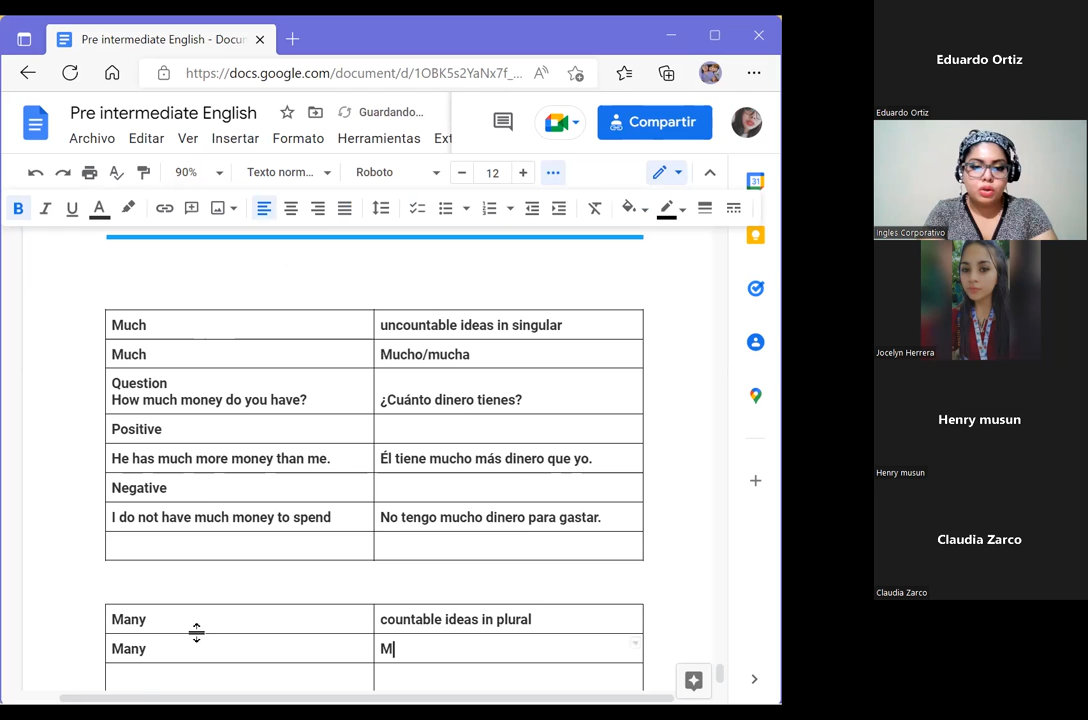 Pre intermediate English - Docur
https://docs.google.com/document/d/1OBK5s2YaNx7f_...
Pre intermediate English
Guardando...
Compartir
Archivo Editar Ver Insertar Formato Herramientas Ext
90% Texto norm... Roboto 12
B I U A
31
Much uncountable ideas in singular
Much Mucho/mucha
Question
How much money do you have? ¿Cuánto dinero tienes?
Positive
He has much more money than me. Él tiene mucho más dinero que yo.
Negative
I do not have much money to spend No tengo mucho dinero para gastar.
Many countable ideas in plural
Many M
Eduardo Ortiz
Eduardo Ortiz
Ingles Corporativo
Jocelyn Herrera
Henry musun
Henry musun
Claudia Zarco
Claudia Zarco